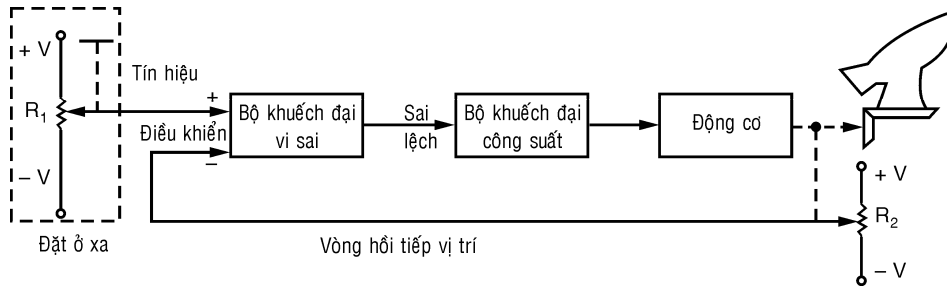 + V
R1
– V
Đặt ở xa
Tín hiệu
Điều khiển
+
–
Bộ khuếch đại
vi sai
Sai
lệch
Bộ khuếch đại
công suất
Động cơ
+ V
R2
– V
Vòng hồi tiếp vị trí